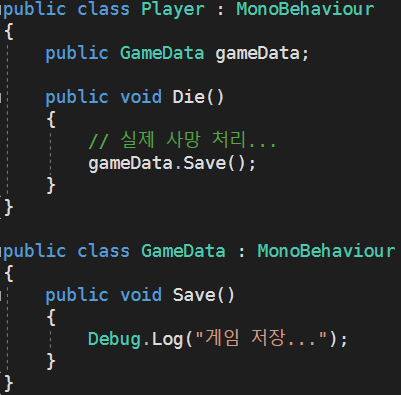 public class Player : MonoBehaviour
{
    public GameData gameData;

    public void Die()
    {
        // 실제 사망 처리...
        gameData.Save();
    }
}

public class GameData : MonoBehaviour
{
    public void Save()
    {
        Debug.Log("게임 저장...");
    }
}